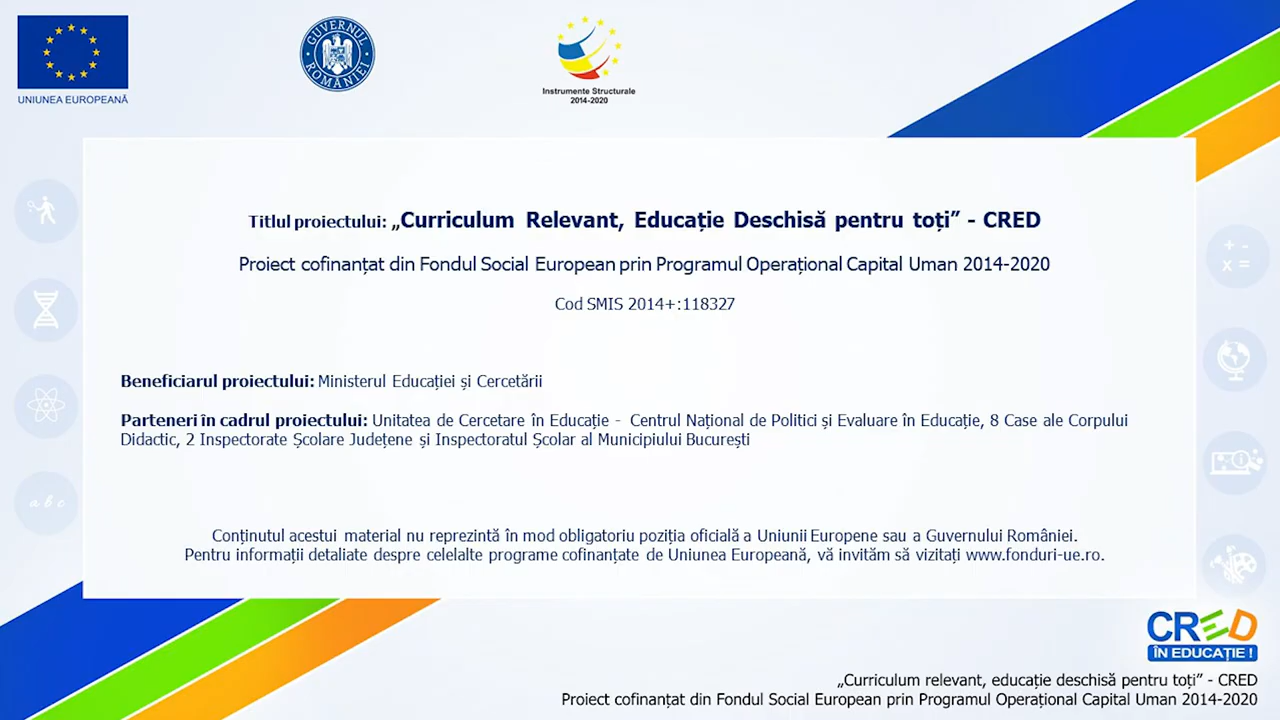 UNIUNEA EUROPEANĂ
GUVERNUL ROMÂNIEI
Instrumente Structurale
2014-2020
Titlul proiectului: „Curriculum Relevant, Educație Deschisă pentru toți” - CRED
Proiect cofinanțat din Fondul Social European prin Programul Operațional Capital Uman 2014-2020
Cod SMIS 2014+:118327
+ -
x =
Beneficiarul proiectului: Ministerul Educației și Cercetării
Parteneri în cadrul proiectului: Unitatea de Cercetare în Educație - Centrul Național de Politici și Evaluare în Educație, 8 Case ale Corpului
Didactic, 2 Inspectorate Școlare Județene și Inspectoratul Școlar al Municipiului București
a b c
Conținutul acestui material nu reprezintă în mod obligatoriu poziția oficială a Uniunii Europene sau a Guvernului României.
Pentru informații detaliate despre celelalte programe cofinanțate de Uniunea Europeană, vă invităm să vizitați www.fonduri-ue.ro.
CRED
ÎN EDUCAȚIE !
„Curriculum relevant, educație deschisă pentru toți” - CRED
Proiect cofinanțat din Fondul Social European prin Programul Operațional Capital Uman 2014-2020